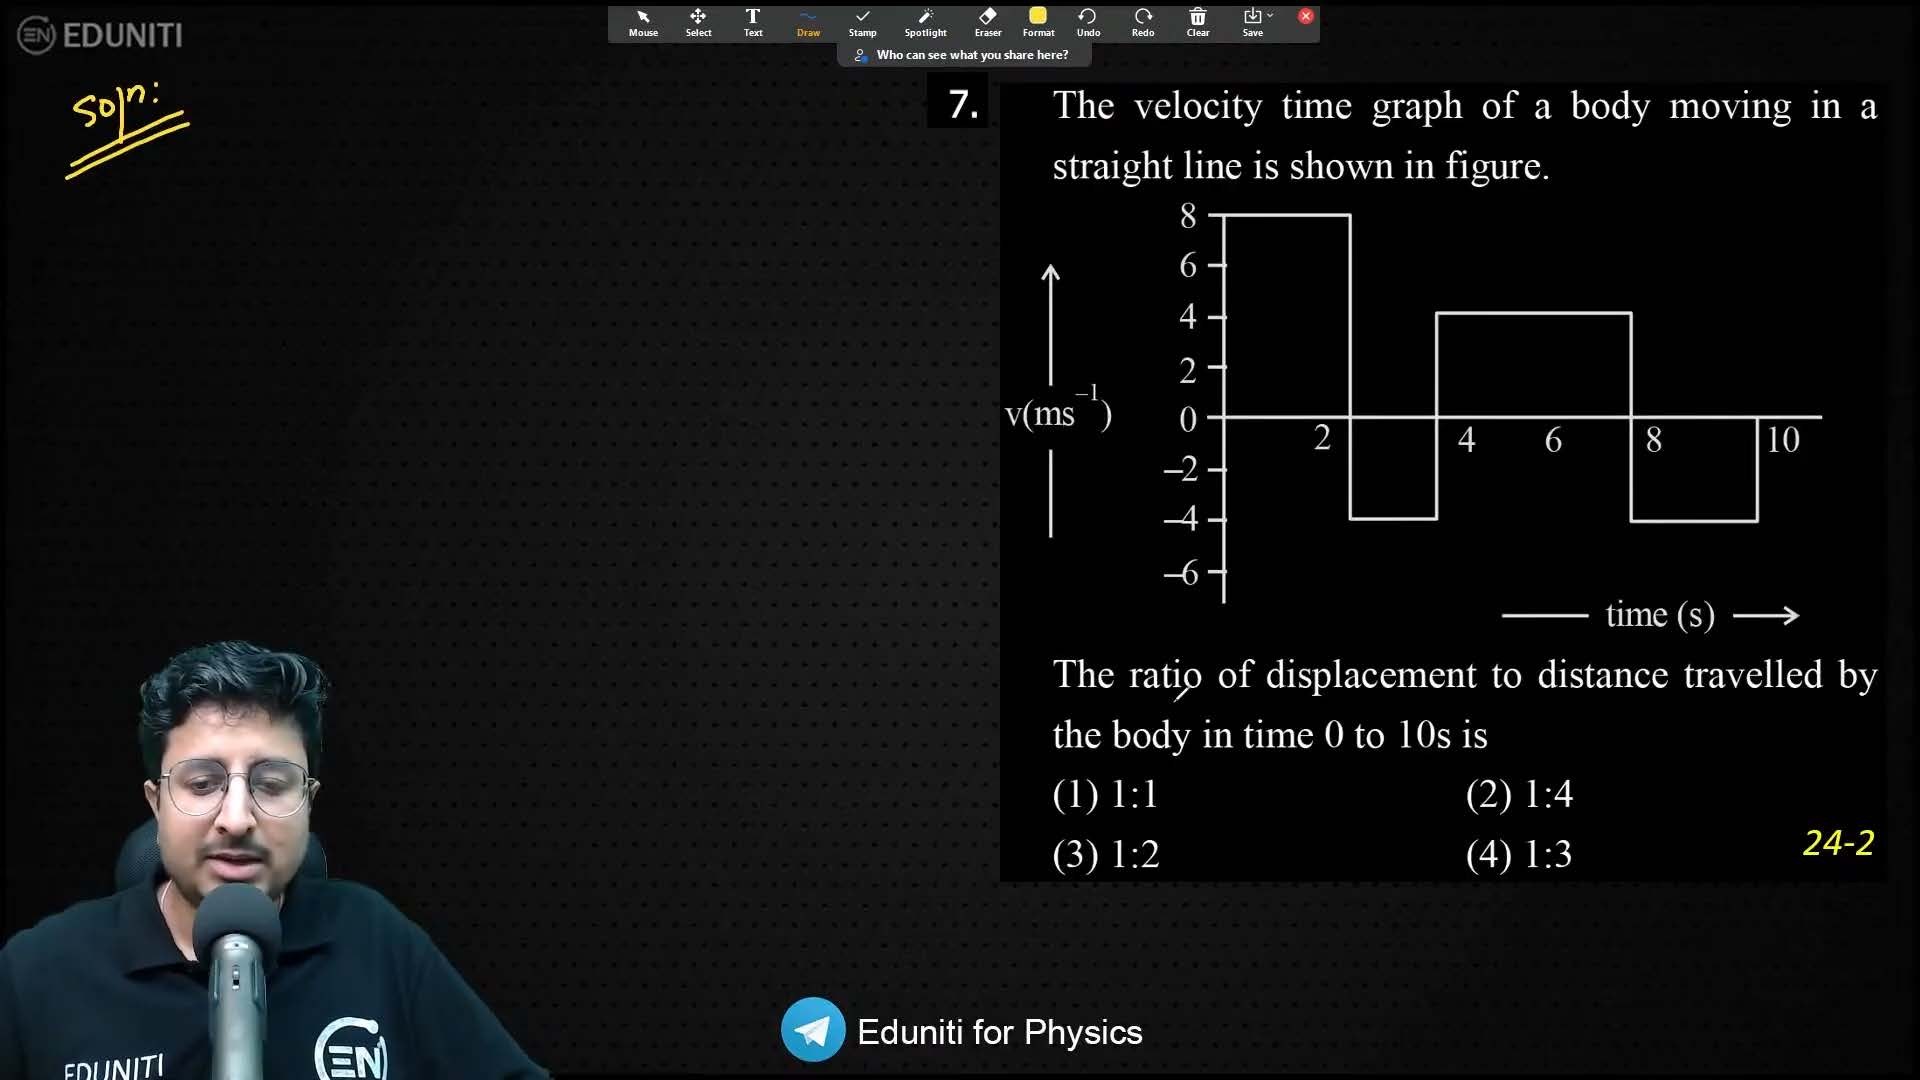 EN EDUNITI
Mouse Select Text Draw Stamp Spotlight Eraser Format Undo Redo Clear Save
Who can see what you share here?
Soln:
7. The velocity time graph of a body moving in a
straight line is shown in figure.
8
6
4
2
0
–2
–4
–6
v(ms⁻¹)
2 4 6 8 10
time (s)
The ratio of displacement to distance travelled by
the body in time 0 to 10s is
(1) 1:1 (2) 1:4
(3) 1:2 (4) 1:3
24-2
EDUNITI
EN
Eduniti for Physics